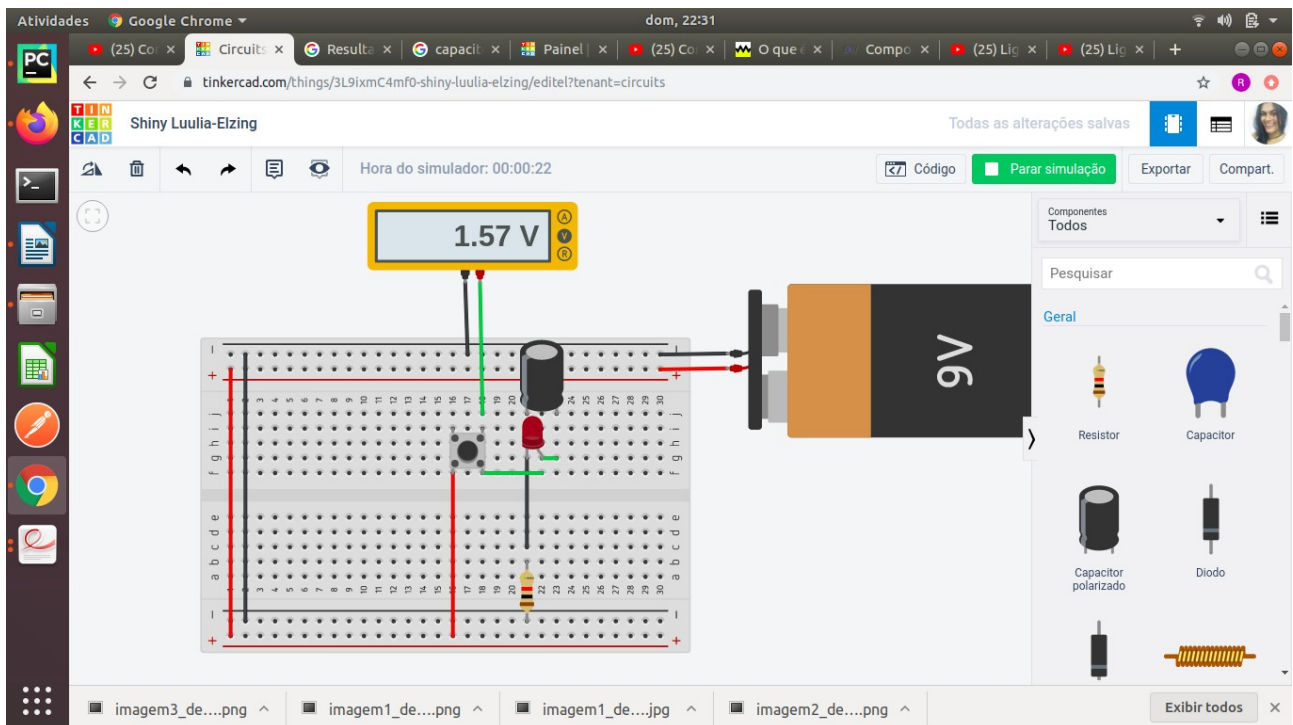 Atividades Google Chrome dom, 22:31
(25) Co Circuits Resulta capacit Painel (25) Co O que é Compo (25) Lig (25) Lig
tinkercad.com/things/3L9ixmC4mf0-shiny-luulia-elzing/editel?tenant=circuits R
TIN
KER
CAD
Shiny Luulia-Elzing Todas as alterações salvas
Hora do simulador: 00:00:22 Código Parar simulação Exportar Compart.
1.57 V
A
V
R
Componentes
Todos
Pesquisar
Geral
9V
Resistor Capacitor
Capacitor polarizado Diodo
PC
imagem3_de....png imagem1_de....png imagem1_de....jpg imagem2_de....png Exibir todos